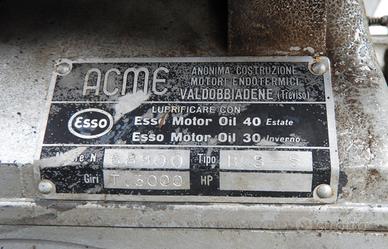 ACME ANONIMA COSTRUZIONE
MOTORI ENDOTERMICI
VALDOBBIADENE (Treviso)
LUBRIFICARE CON
Esso
Esso Motor Oil 40 Estate
Esso Motor Oil 30 Inverno
Tipo
Giri HP